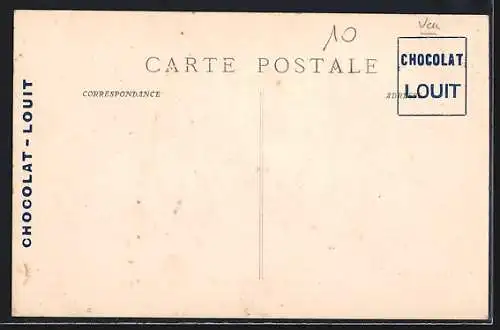 10
CARTE POSTALE
CORRESPONDANCE
CHOCOLAT
LOUIT
CHOCOLAT - LOUIT